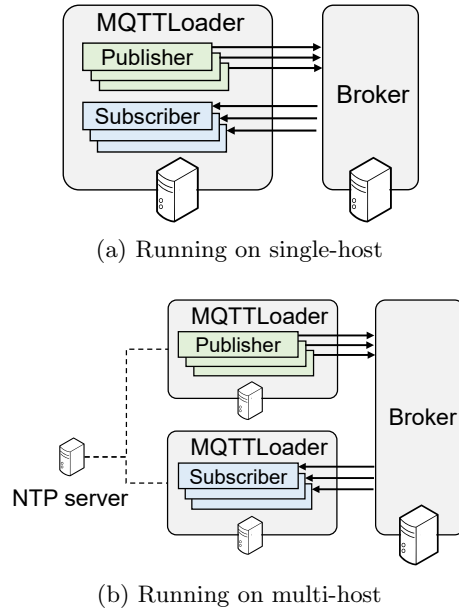 MQTTLoader
Publisher
Subscriber
Broker
(a) Running on single-host
MQTTLoader
Publisher
MQTTLoader
Subscriber
Broker
NTP server
(b) Running on multi-host